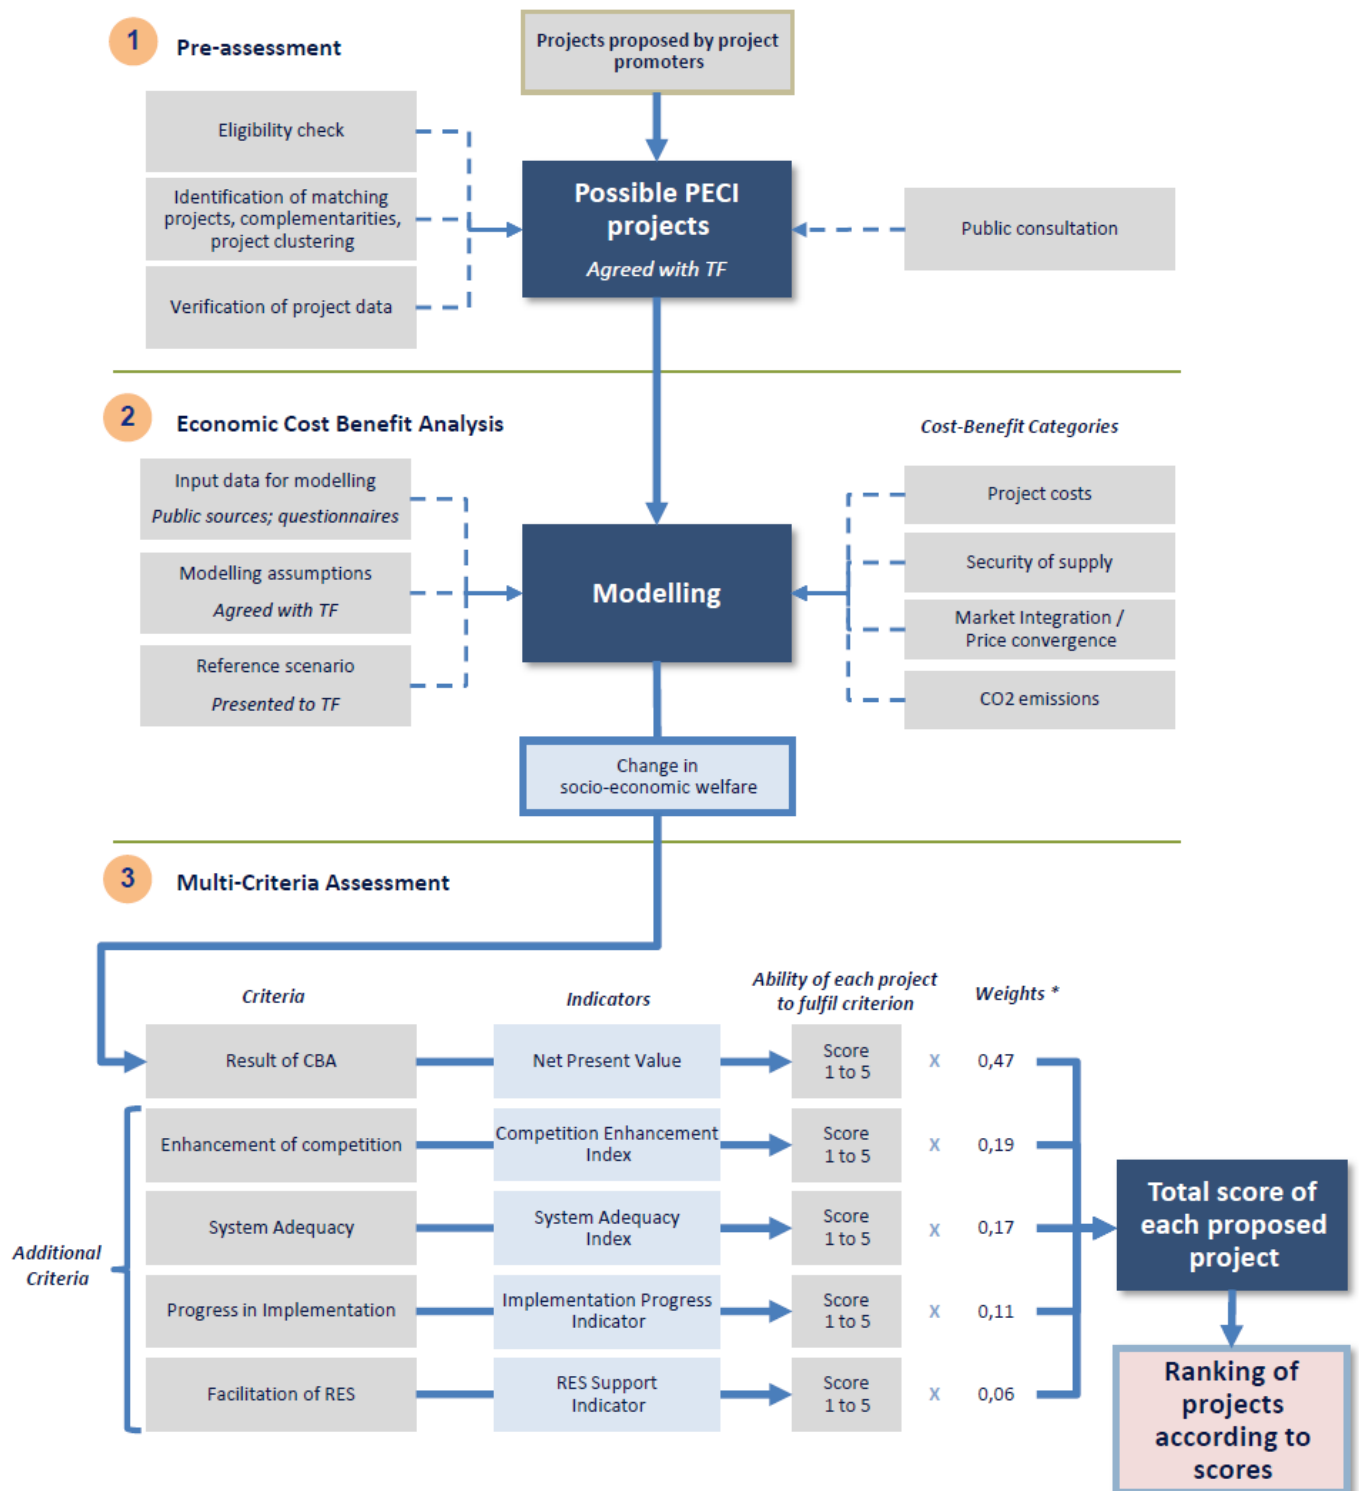 1
Pre-assessment
Projects proposed by project
promoters
Eligibility check
Identification of matching
projects, complementarities,
project clustering
Verification of project data
Possible PECI
projects
Agreed with TF
Public consultation
2
Economic Cost Benefit Analysis
Cost-Benefit Categories
Input data for modelling
Public sources; questionnaires
Modelling assumptions
Agreed with TF
Reference scenario
Presented to TF
Modelling
Project costs
Security of supply
Market Integration /
Price convergence
CO2 emissions
Change in
socio-economic welfare
3
Multi-Criteria Assessment
Criteria
Indicators
Ability of each project
to fulfil criterion
Weights *
Result of CBA
Net Present Value
Score
1 to 5
X
0,47
Additional
Criteria
Enhancement of competition
Competition Enhancement
Index
Score
1 to 5
X
0,19
System Adequacy
System Adequacy
Index
Score
1 to 5
X
0,17
Progress in Implementation
Implementation Progress
Indicator
Score
1 to 5
X
0,11
Facilitation of RES
RES Support
Indicator
Score
1 to 5
X
0,06
Total score of
each proposed
project
Ranking of
projects
according to
scores